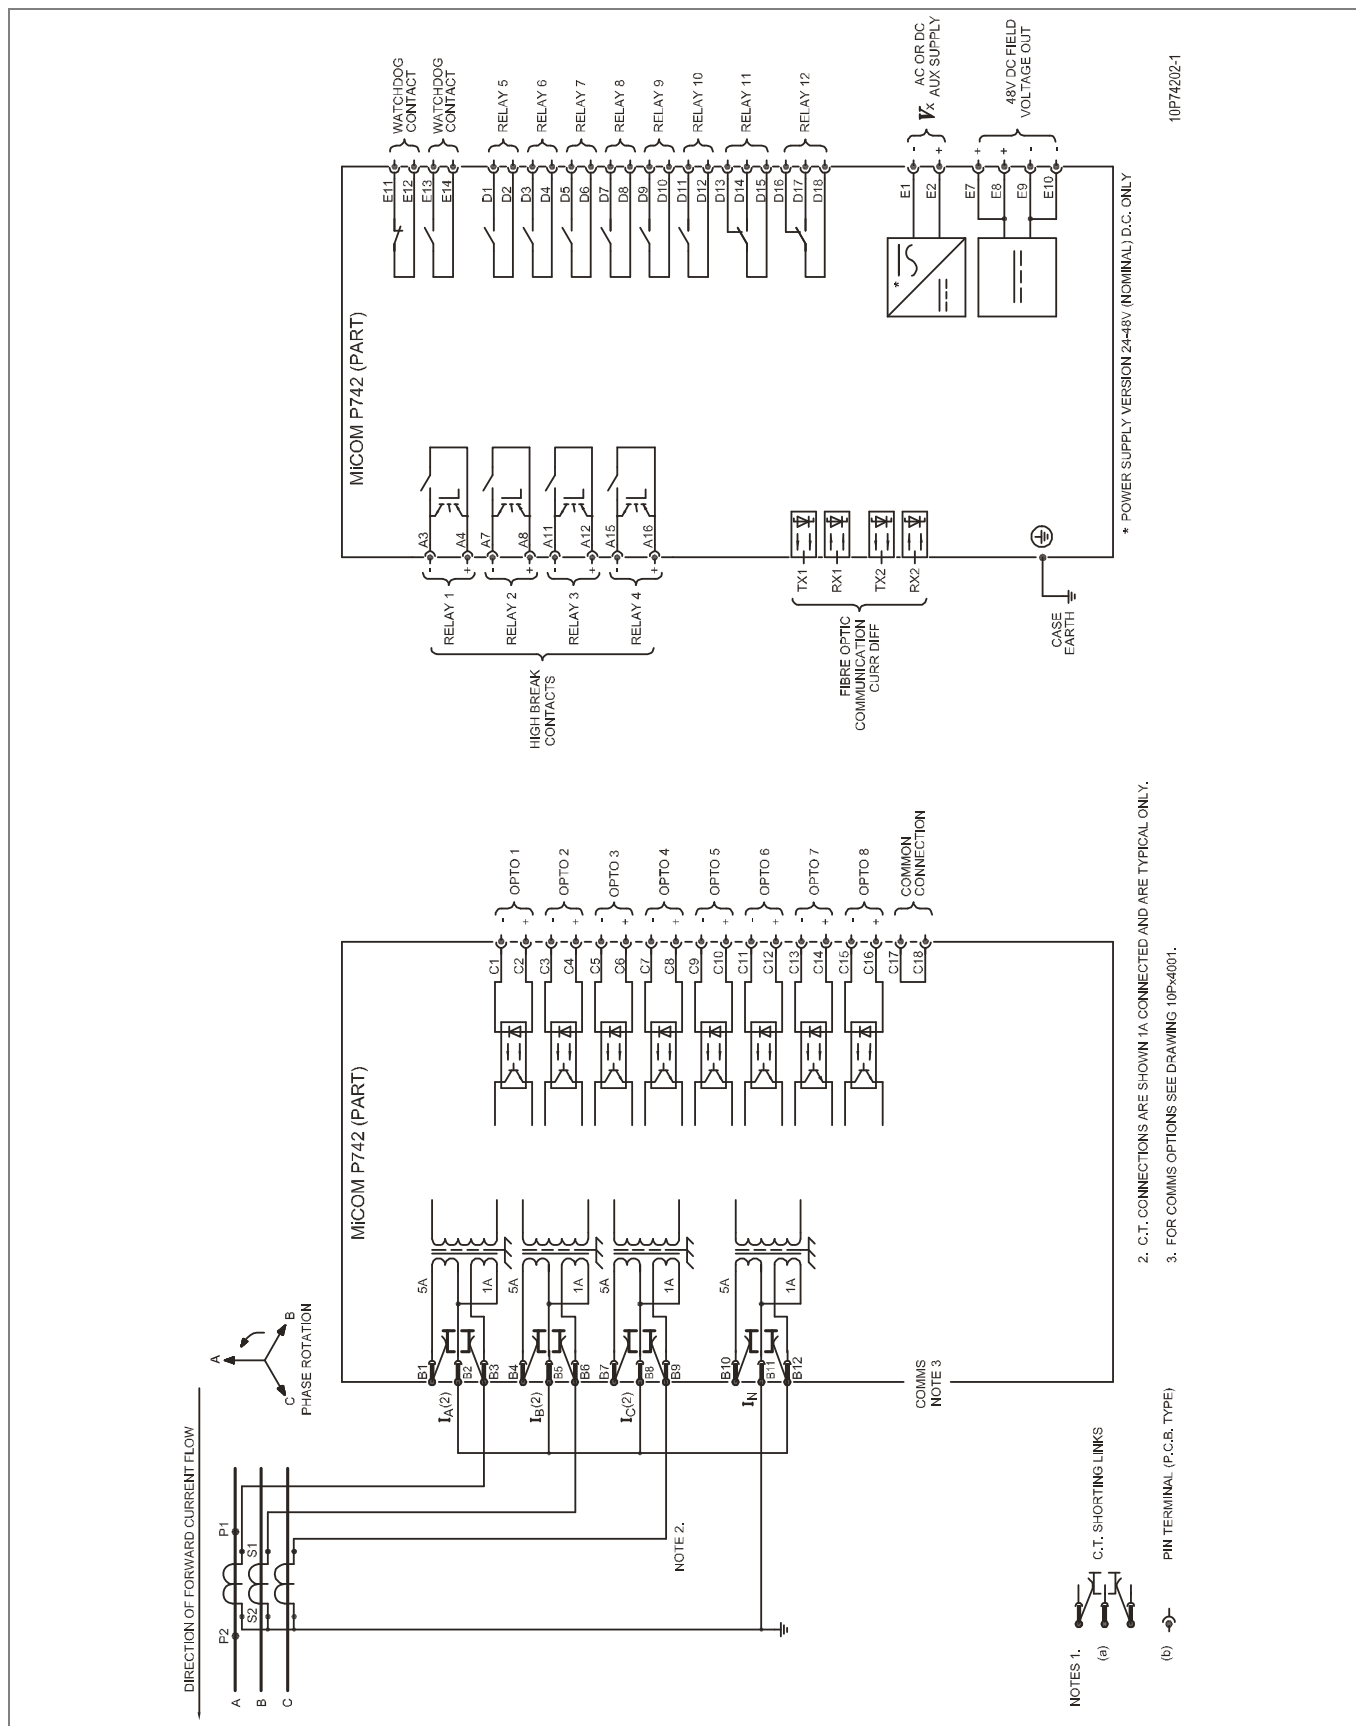 DIRECTION OF FORWARD CURRENT FLOW
P2
P1
S2
S1
A
B
C
A
B
C
PHASE ROTATION
NOTE 2.
MiCOM P742 (PART)
5A
1A
5A
1A
5A
1A
5A
1A
B1
B2
B3
B4
B5
B6
B7
B8
B9
B10
B11
B12
IA(2)
IB(2)
IC(2)
IN
COMMS
NOTE 3
C1
C2
C3
C4
C5
C6
C7
C8
C9
C10
C11
C12
C13
C14
C15
C16
C17
C18
-
+
-
+
-
+
-
+
-
+
-
+
-
+
-
+
OPTO 1
OPTO 2
OPTO 3
OPTO 4
OPTO 5
OPTO 6
OPTO 7
OPTO 8
COMMON
CONNECTION
NOTES 1.
(a)
C.T. SHORTING LINKS
(b)
PIN TERMINAL (P.C.B. TYPE)
2. C.T. CONNECTIONS ARE SHOWN 1A CONNECTED AND ARE TYPICAL ONLY.
3. FOR COMMS OPTIONS SEE DRAWING 10Px4001.
MiCOM P742 (PART)
HIGH BREAK
CONTACTS
RELAY 1
RELAY 2
RELAY 3
RELAY 4
-
+
-
+
-
+
-
+
A3
A4
A7
A8
A11
A12
A15
A16
FIBRE OPTIC
COMMUNICATION
CURR DIFF
TX1
RX1
TX2
RX2
CASE
EARTH
E11
E12
E13
E14
D1
D2
D3
D4
D5
D6
D7
D8
D9
D10
D11
D12
D13
D14
D15
D16
D17
D18
E1
E2
E7
E8
E9
E10
WATCHDOG
CONTACT
WATCHDOG
CONTACT
RELAY 5
RELAY 6
RELAY 7
RELAY 8
RELAY 9
RELAY 10
RELAY 11
RELAY 12
*
-
+
Vx
AC OR DC
AUX SUPPLY
+
+
-
-
48V DC FIELD
VOLTAGE OUT
* POWER SUPPLY VERSION 24-48V (NOMINAL) D.C. ONLY
10P74202-1